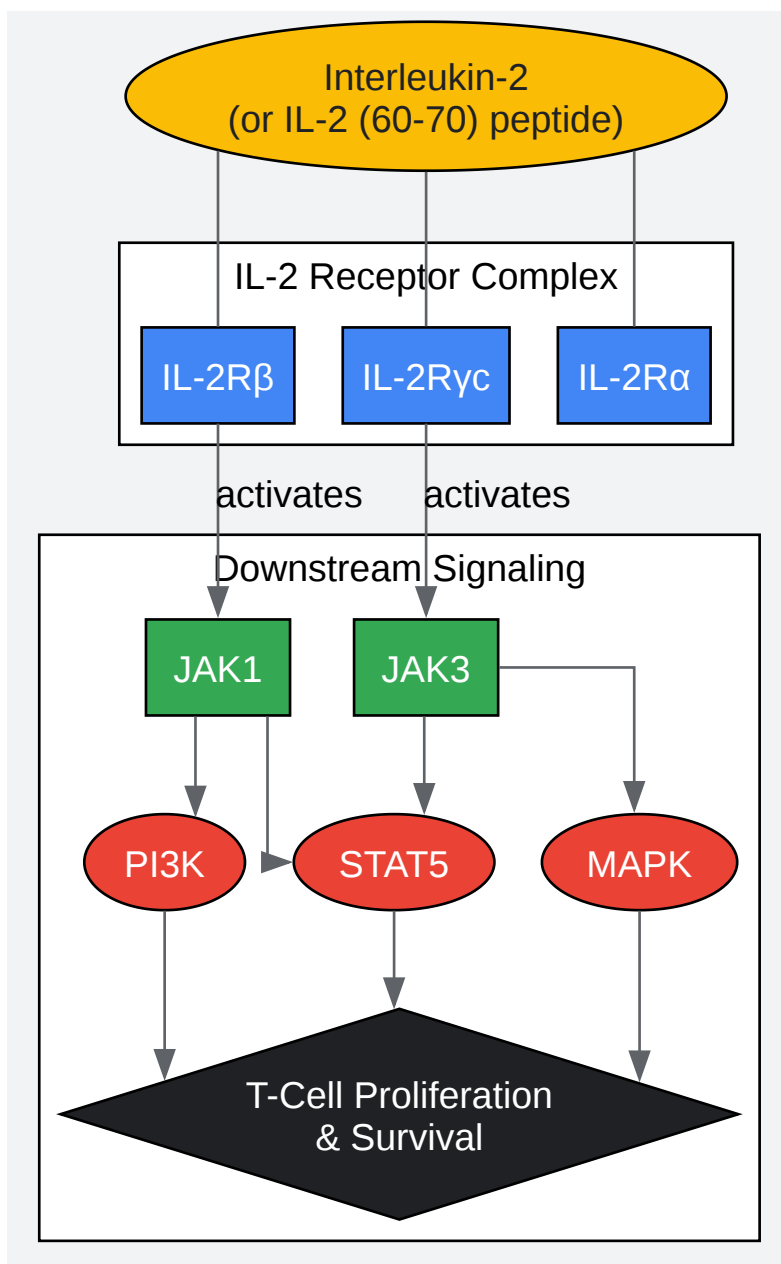 Interleukin-2
(or IL-2 (60-70) peptide)
IL-2 Receptor Complex
IL-2Rβ
IL-2Rγc
IL-2Rα
activates
activates
Downstream Signaling
JAK1
JAK3
PI3K
STAT5
MAPK
T-Cell Proliferation
& Survival